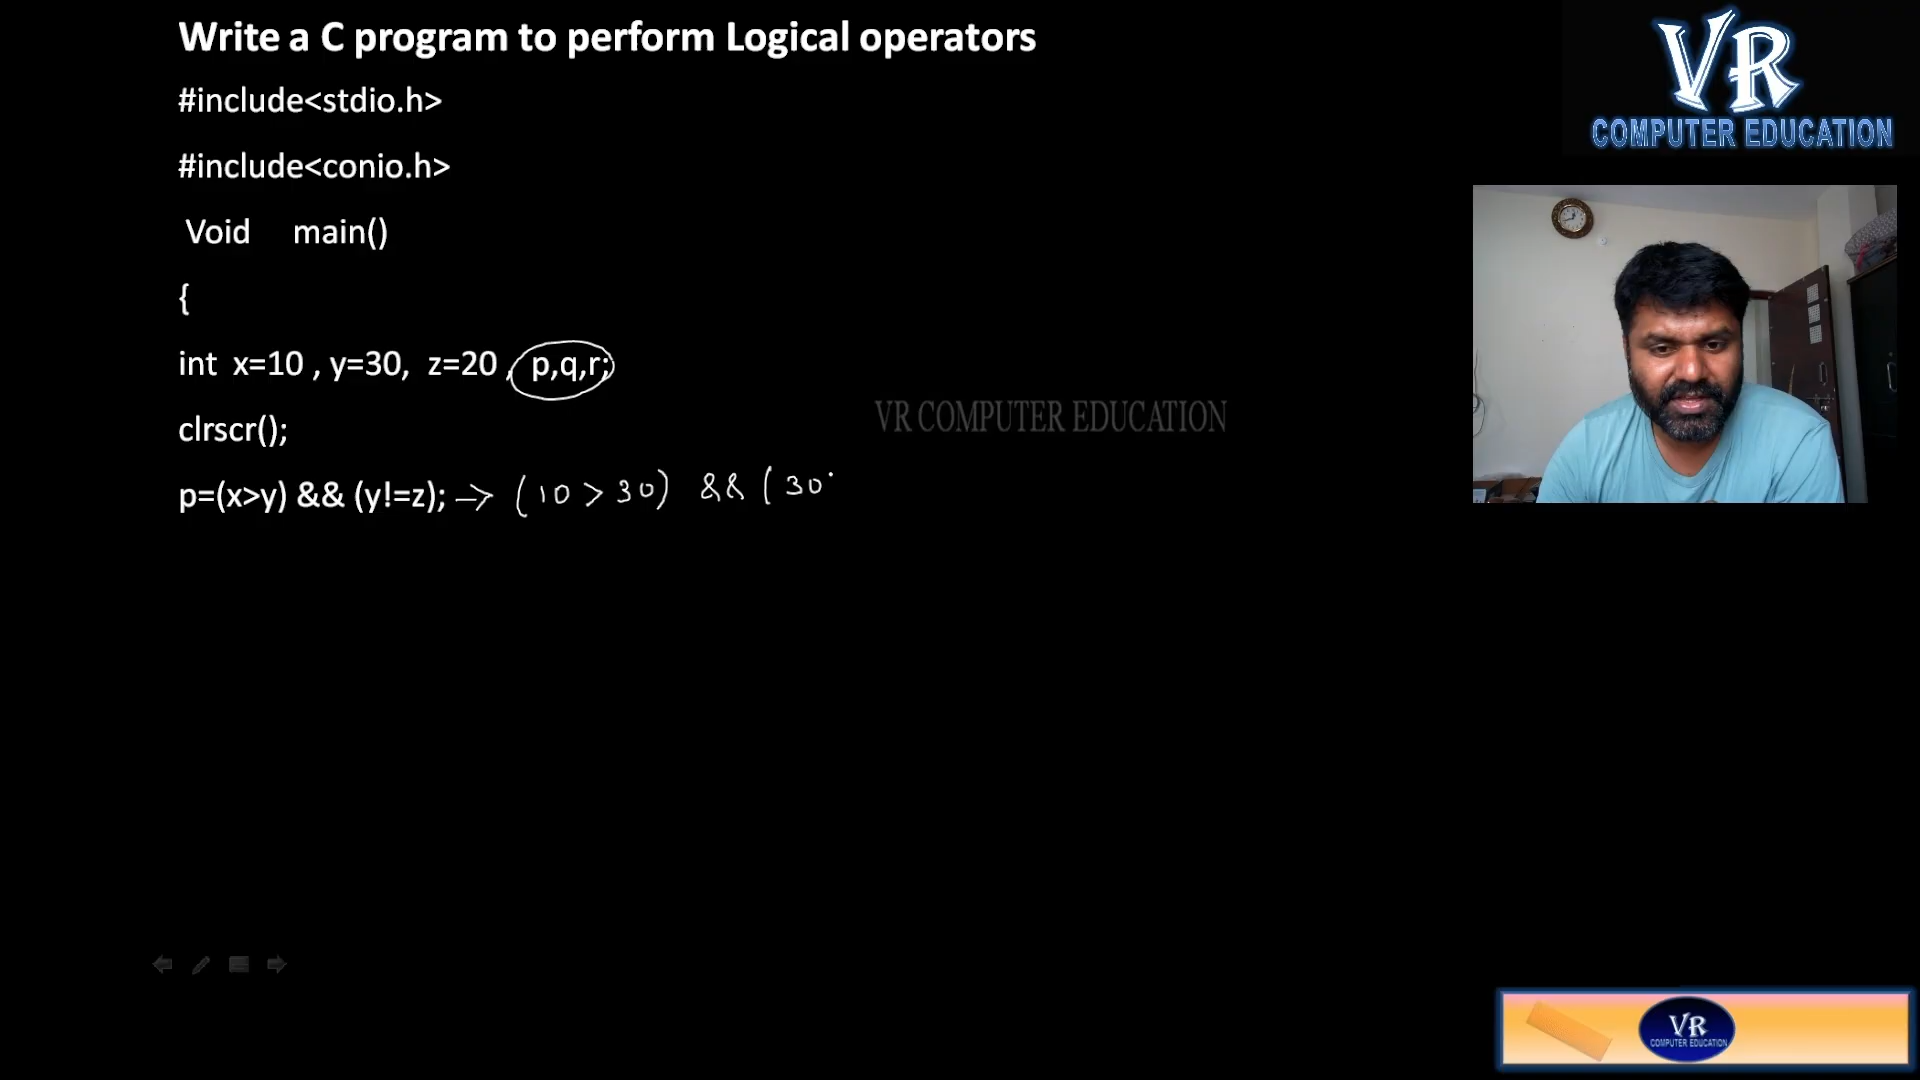 Write a C program to perform Logical operators
#include<stdio.h>
#include<conio.h>
Void main()
{
int x=10 , y=30, z=20 , p,q,r;
clrscr();
p=(x>y) && (y!=z); → (10 > 30) && (30
VR
COMPUTER EDUCATION
VR COMPUTER EDUCATION
VR
COMPUTER EDUCATION